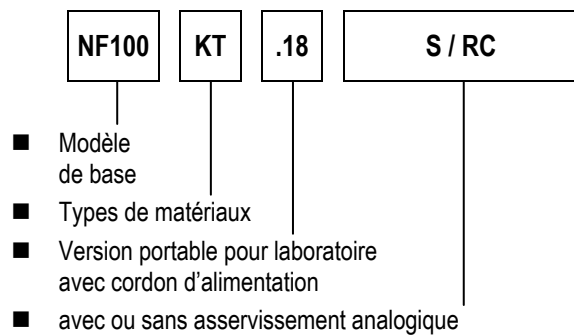 NF100 KT .18 S / RC
■ Modèle
de base
■ Types de matériaux
■ Version portable pour laboratoire
avec cordon d’alimentation
■ avec ou sans asservissement analogique